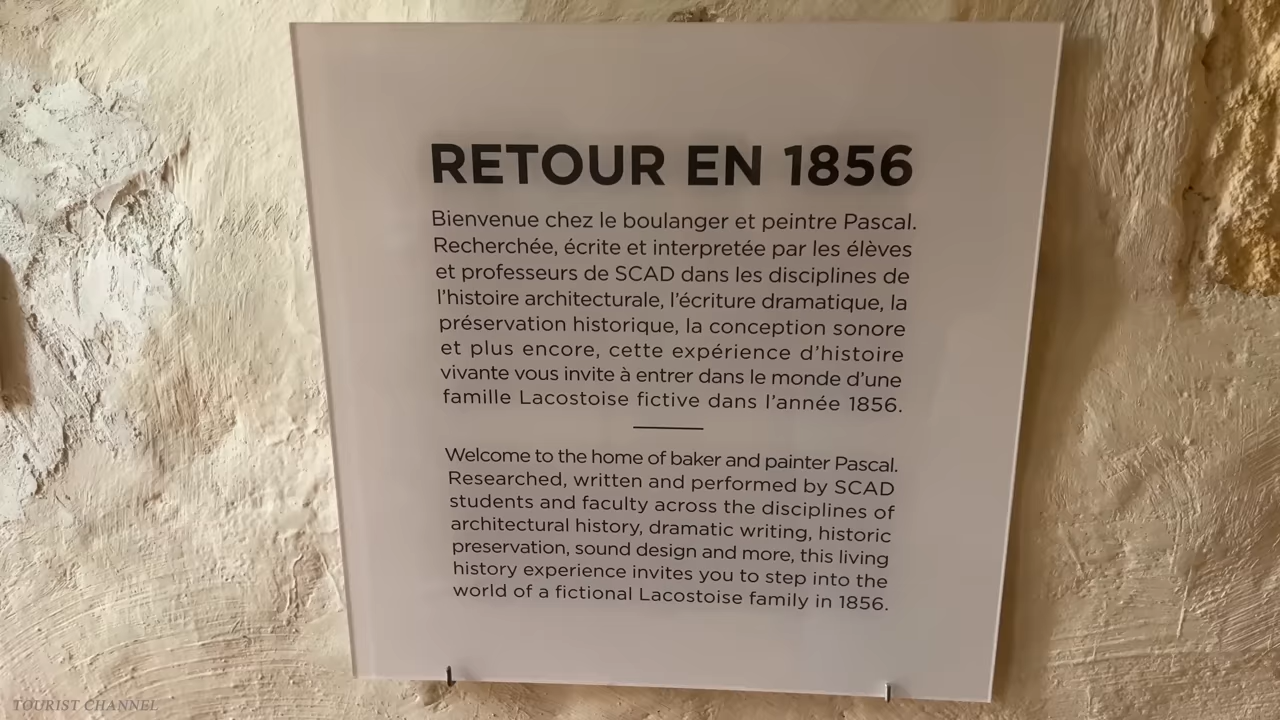 RETOUR EN 1856
Bienvenue chez le boulanger et peintre Pascal.
Recherchée, écrite et interpretée par les élèves
et professeurs de SCAD dans les disciplines de
l'histoire architecturale, l'écriture dramatique, la
préservation historique, la conception sonore
et plus encore, cette expérience d'histoire
vivante vous invite à entrer dans le monde d'une
famille Lacostoise fictive dans l'année 1856.
Welcome to the home of baker and painter Pascal.
Researched, written and performed by SCAD
students and faculty across the disciplines of
architectural history, dramatic writing, historic
preservation, sound design and more, this living
history experience invites you to step into the
world of a fictional Lacostoise family in 1856.
TOURIST CHANNEL